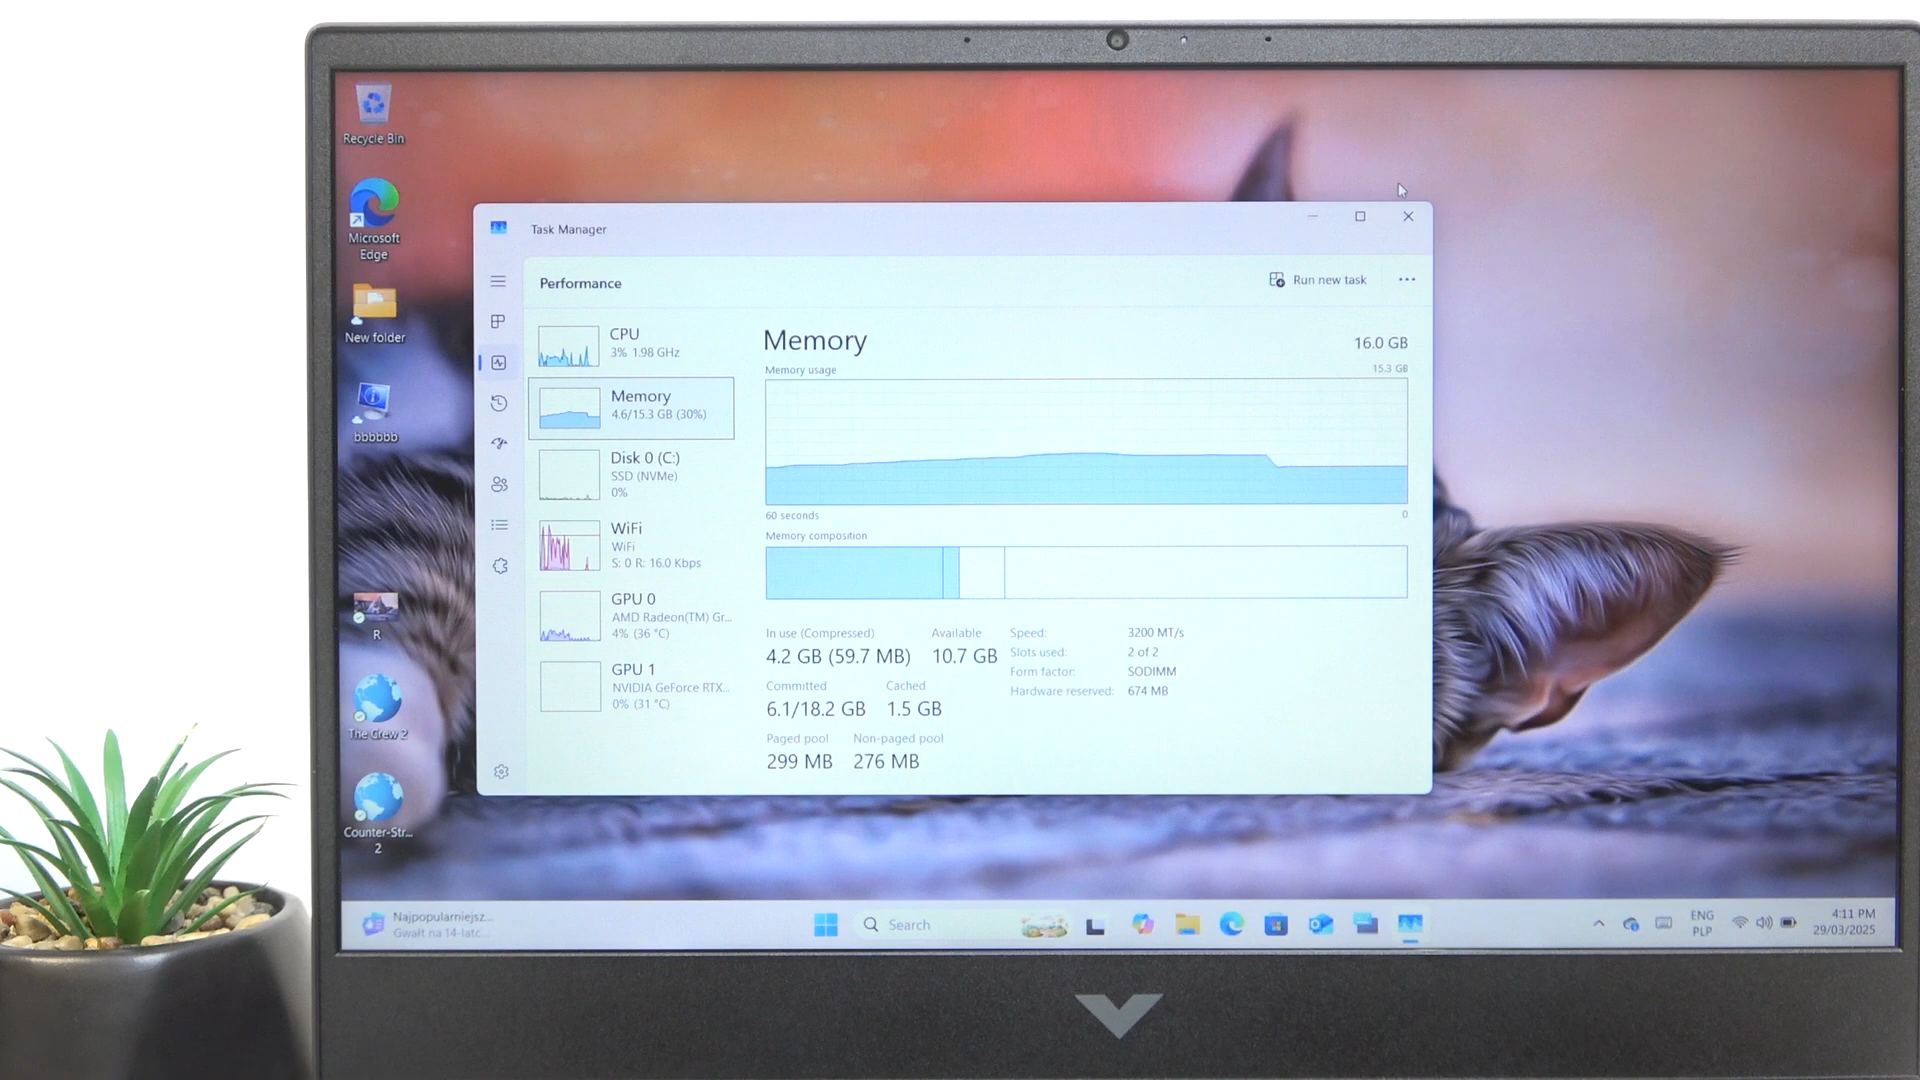 Recycle Bin
Microsoft
Edge
New folder
bbbbbb
R
The Crew 2
Counter-Str...
2
Task Manager
Performance
Run new task
CPU
3% 1.98 GHz
Memory
4.6/15.3 GB (30%)
Disk 0 (C:)
SSD (NVMe)
0%
WiFi
WiFi
S: 0 R: 16.0 Kbps
GPU 0
AMD Radeon(TM) Gr...
4% (36 °C)
GPU 1
NVIDIA GeForce RTX...
0% (31 °C)
Memory
16.0 GB
Memory usage
15.3 GB
60 seconds
0
Memory composition
In use (Compressed)
4.2 GB (59.7 MB)
Available
10.7 GB
Committed
6.1/18.2 GB
Cached
1.5 GB
Paged pool
299 MB
Non-paged pool
276 MB
Speed: 3200 MT/s
Slots used: 2 of 2
Form factor: SODIMM
Hardware reserved: 674 MB
Najpopularniejsz...
Gwałt na 14-latc...
Search
ENG
PLP
4:11 PM
29/03/2025